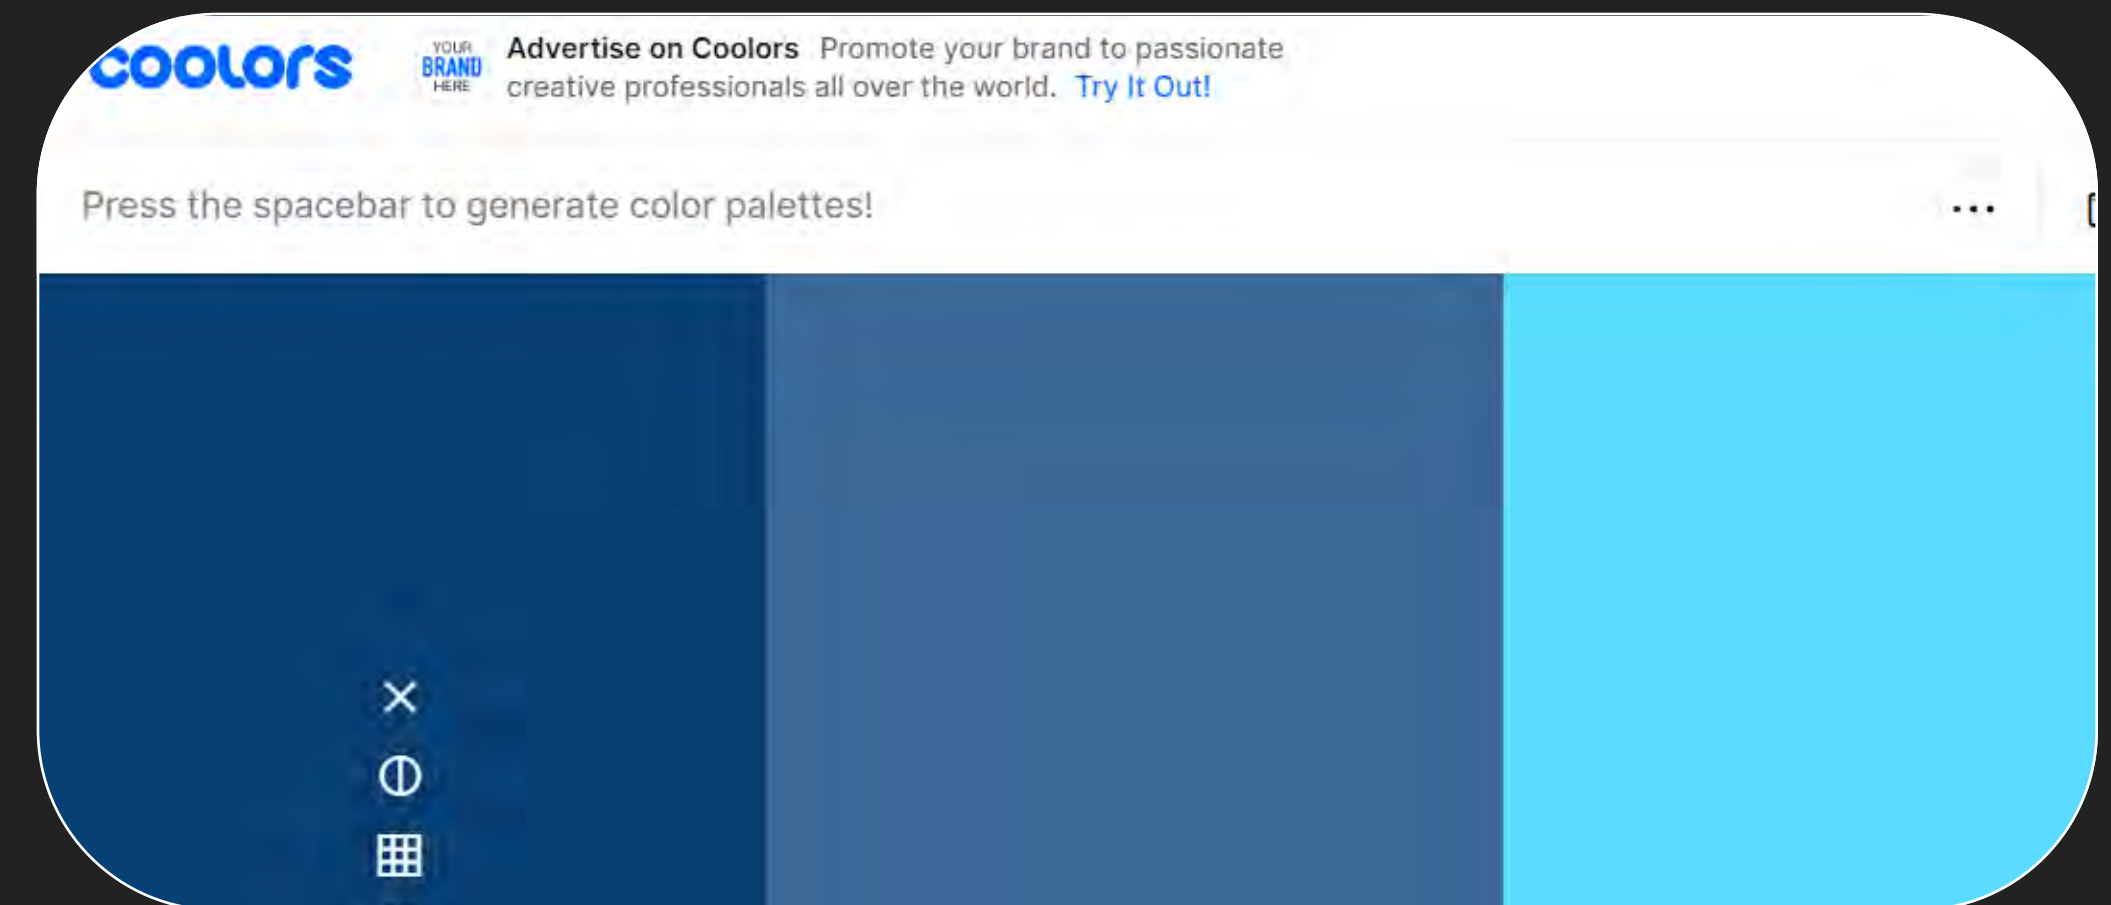 coolors
YOUR
BRAND
HERE
Advertise on Coolors Promote your brand to passionate
creative professionals all over the world. Try It Out!
Press the spacebar to generate color palettes!